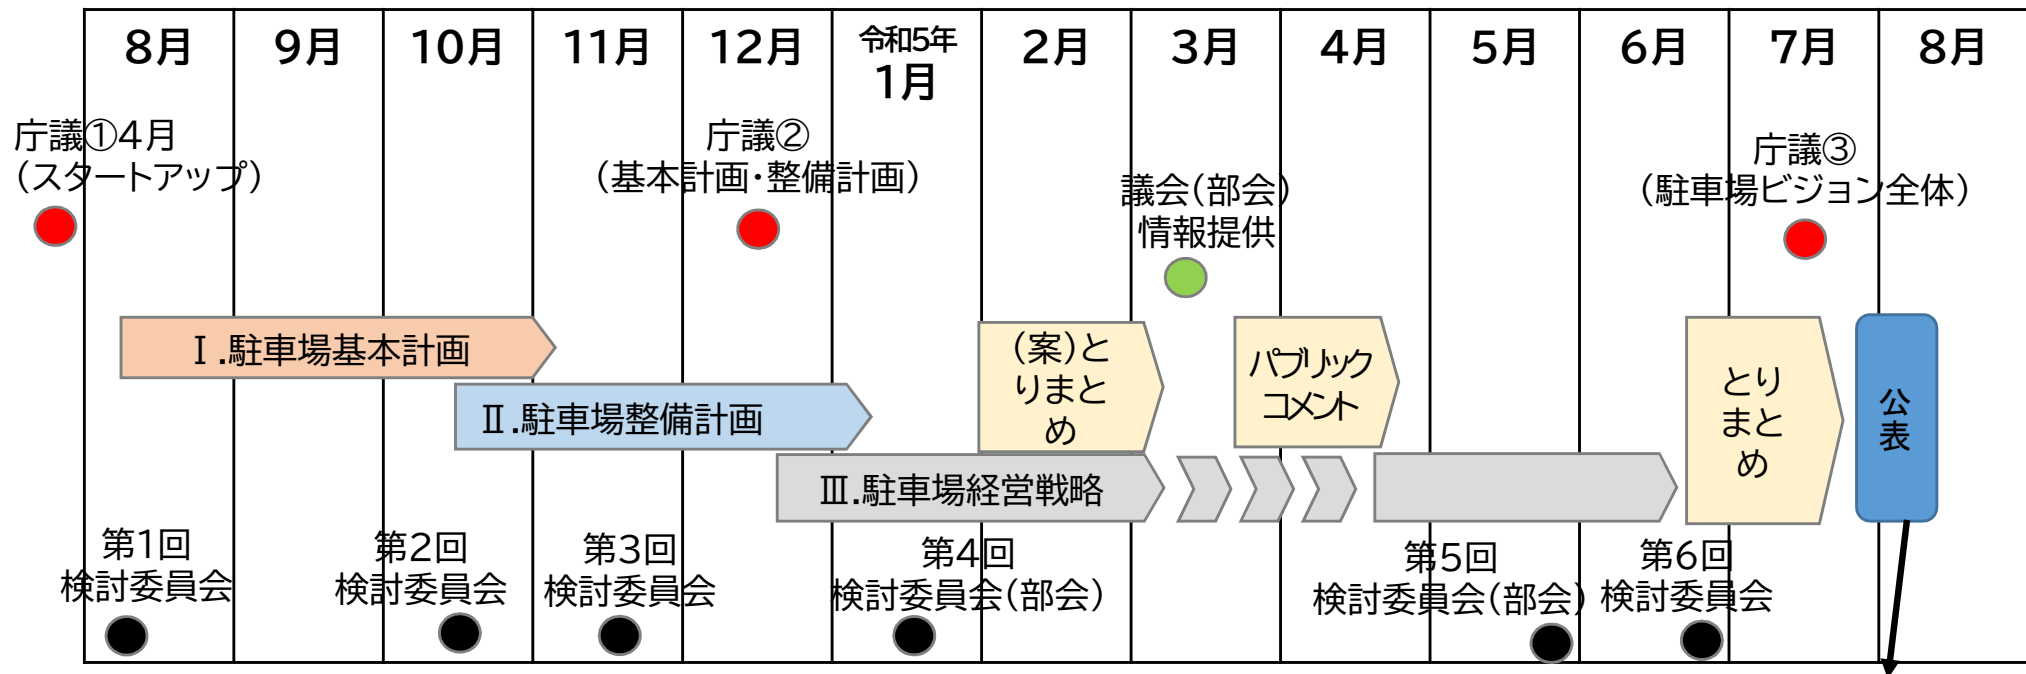 8月
9月
10月
11月
12月
令和5年
1月
2月
3月
4月
5月
6月
7月
8月
庁議①4月
（スタートアップ）
庁議②
（基本計画・整備計画）
議会（部会）
情報提供
庁議③
（駐車場ビジョン全体）
Ⅰ.駐車場基本計画
Ⅱ.駐車場整備計画
Ⅲ.駐車場経営戦略
（案）と
りまと
め
パブリック
コメント
とり
まと
め
公
表
第1回
検討委員会
第2回
検討委員会
第3回
検討委員会
第4回
検討委員会（部会）
第5回
検討委員会（部会）
第6回
検討委員会